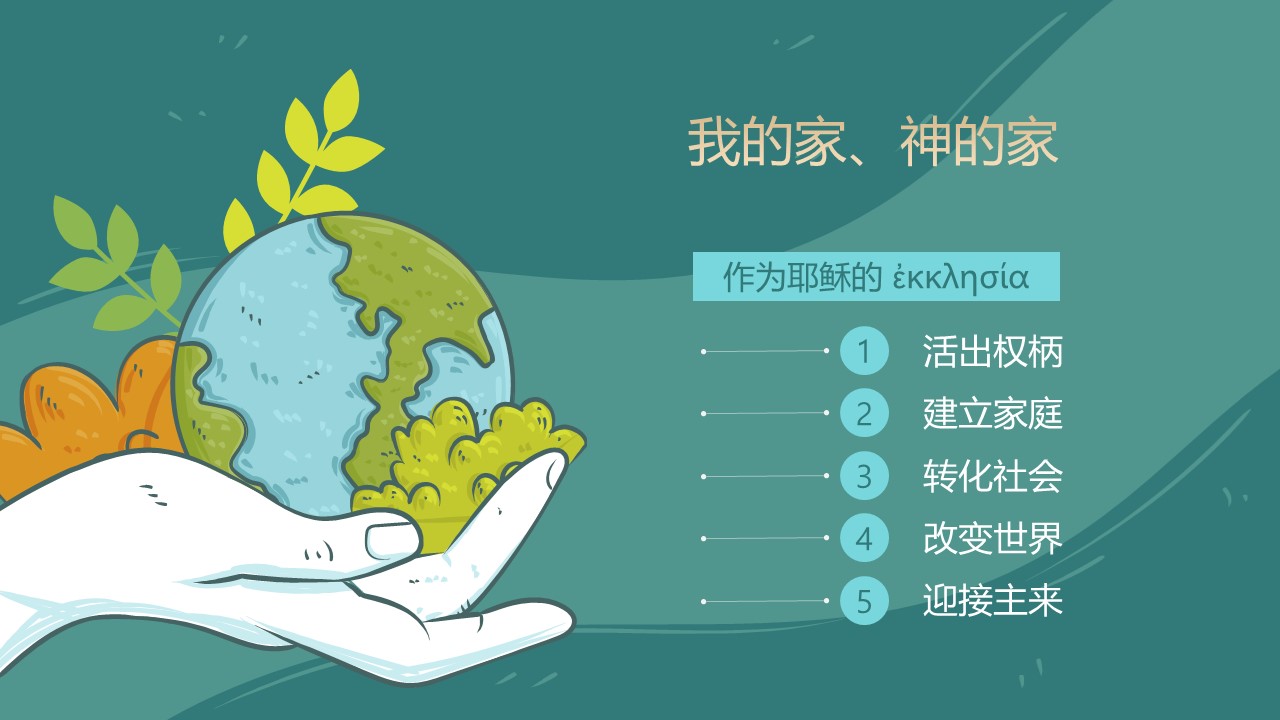 我的家、神的家
作为耶稣的 ἐκκλησία
1 活出权柄
2 建立家庭
3 转化社会
4 改变世界
5 迎接主来